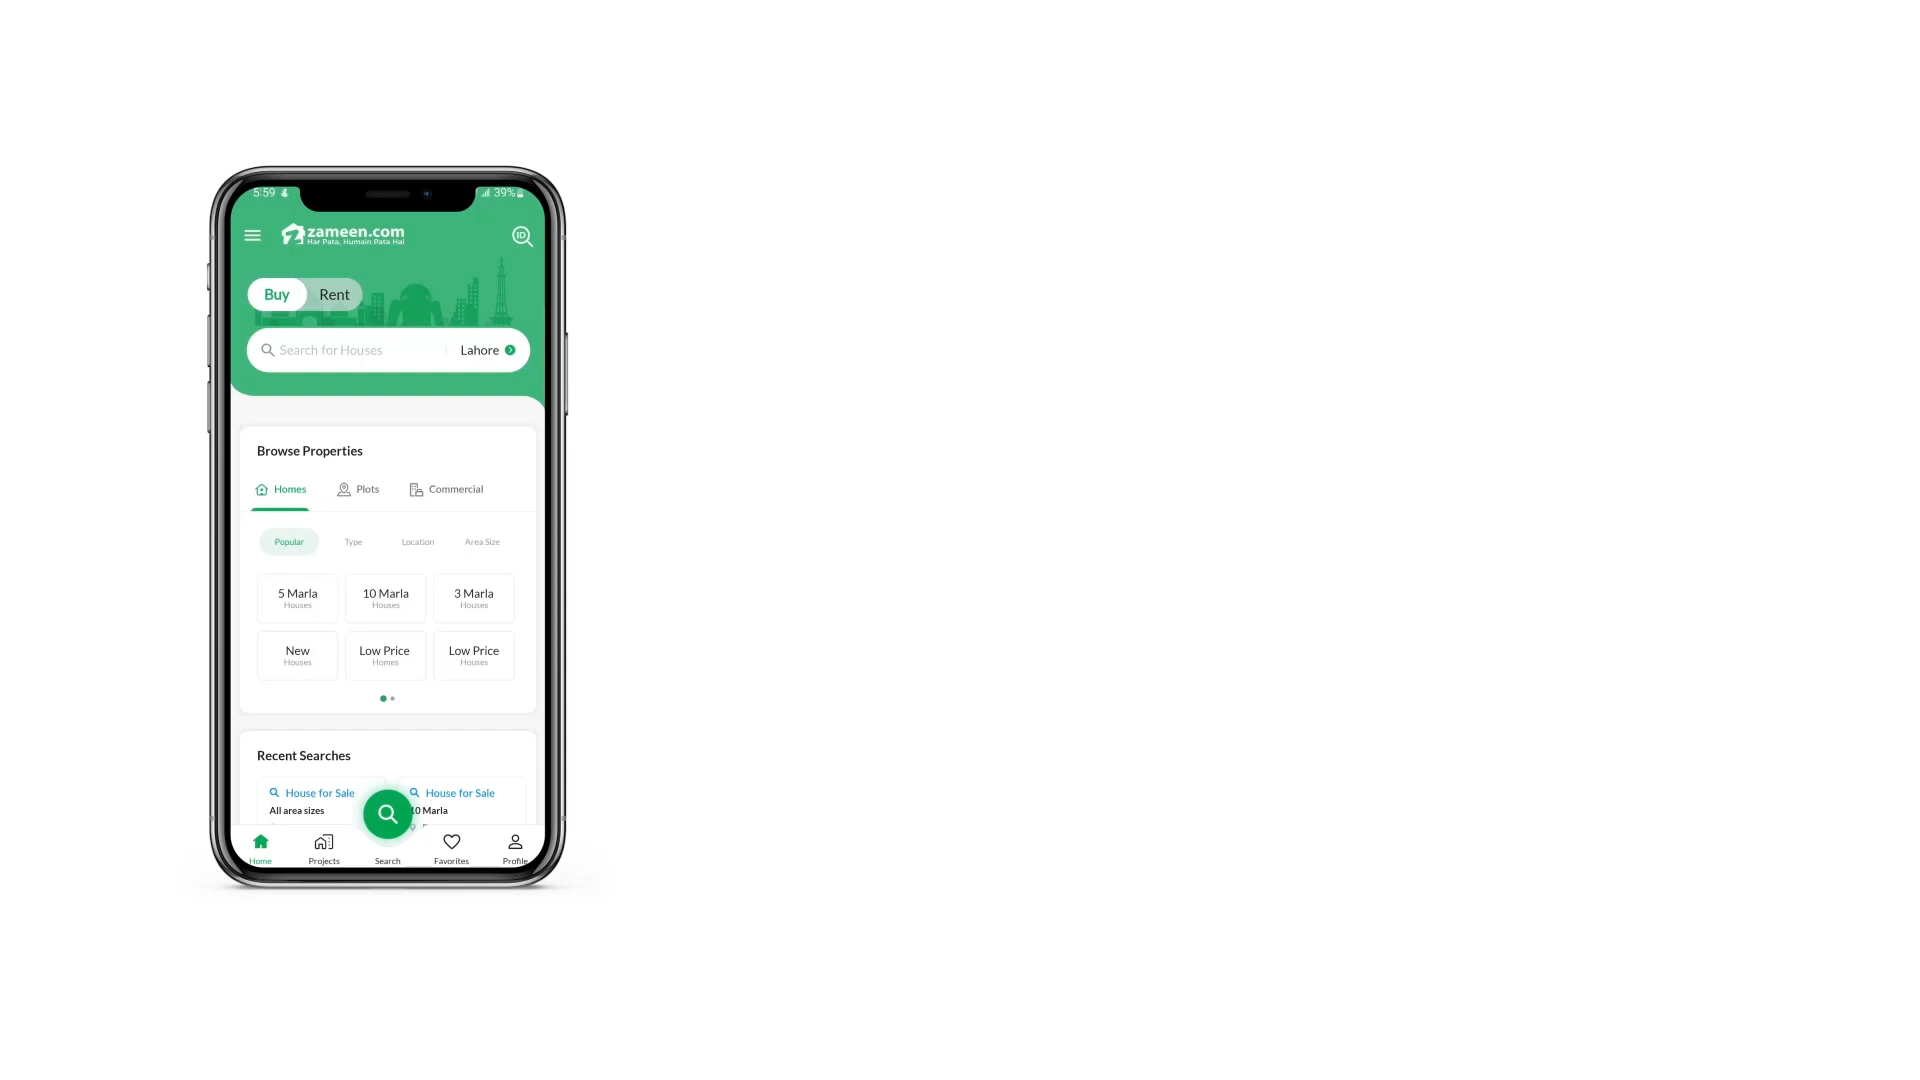 5:59
39%
zameen.com
Har Pata, Humain Pata Hai
ID
Buy Rent
Search for Houses Lahore
Browse Properties
Homes Plots Commercial
Popular Type Location Area Size
5 Marla 10 Marla 3 Marla
Houses Houses Houses
New Low Price Low Price
Houses Homes Houses
Recent Searches
House for Sale House for Sale
All area sizes 10 Marla
Home Projects Search Favorites Profile